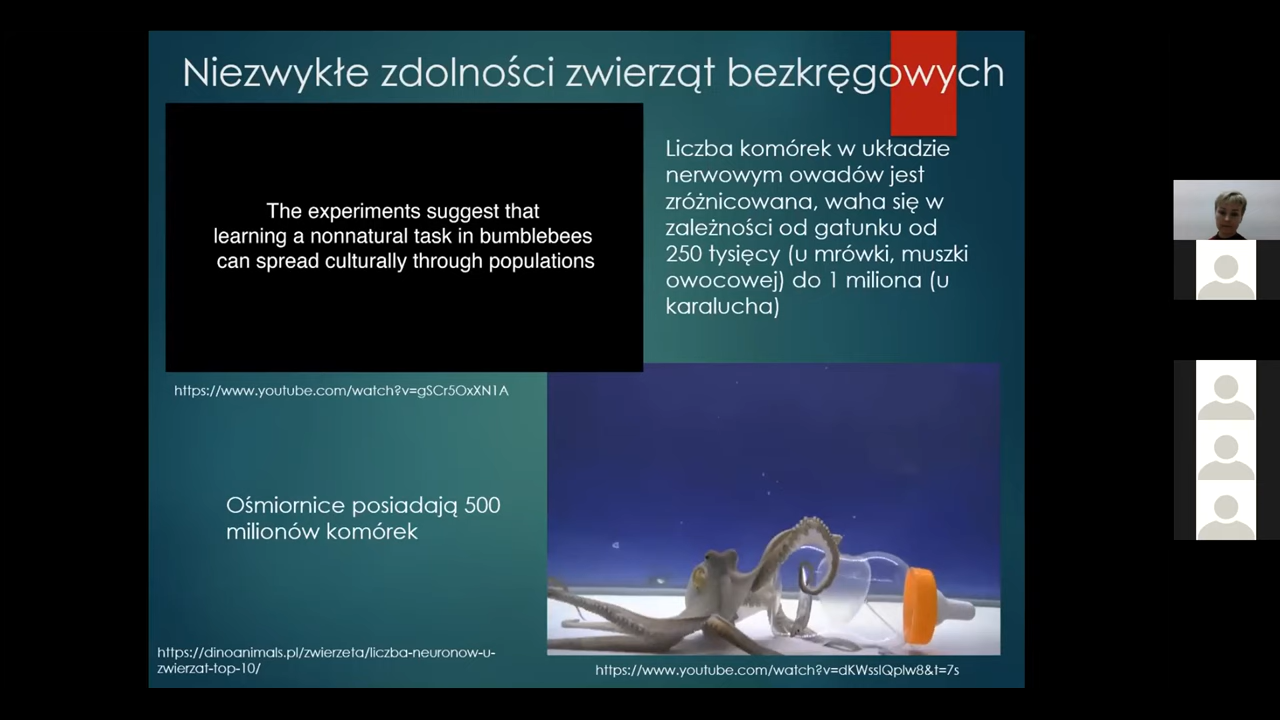 Niezwykłe zdolności zwierząt bezkręgowych
The experiments suggest that
learning a nonnatural task in bumblebees
can spread culturally through populations
https://www.youtube.com/watch?v=gSCr5OxXN1A
Liczba komórek w układzie
nerwowym owadów jest
zróżnicowana, waha się w
zależności od gatunku od
250 tysięcy (u mrówki, muszki
owocowej) do 1 miliona (u
karalucha)
Ośmiornice posiadają 500
milionów komórek
https://dinoanimals.pl/zwierzeta/liczba-neuronow-u-
zwierzat-top-10/
https://www.youtube.com/watch?v=dKWssIQplw8&t=7s